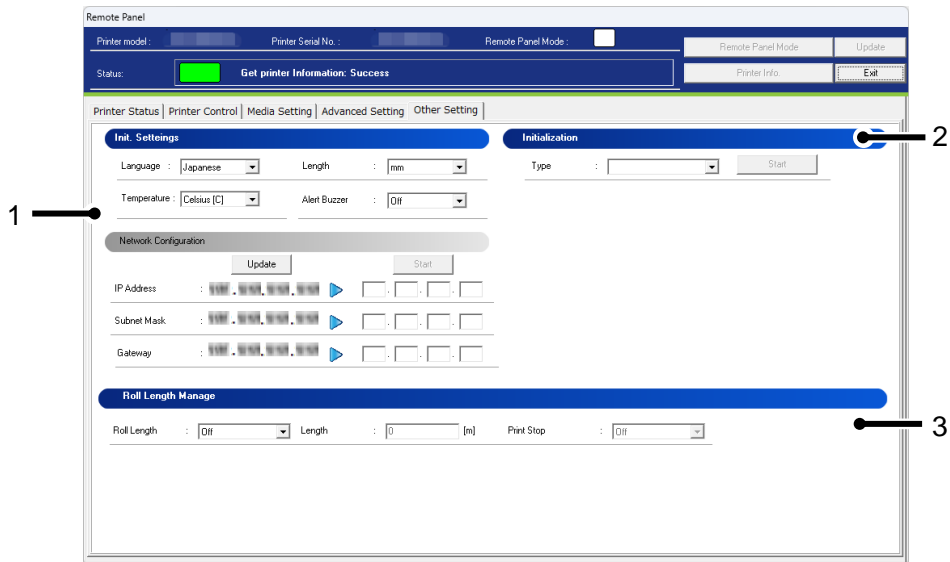 Remote Panel
Printer model : Printer Serial No. : Remote Panel Mode : Remote Panel Mode Update
Status: Get printer Information: Success Printer Info. Exit
Printer Status Printer Control Media Setting Advanced Setting Other Setting
Init. Setteings Initialization 2
Language : Japanese Length : mm Type : Start
1 Temperature : Celsius [C] Alert Buzzer : Off
Network Configuration
Update Start
IP Address : . . . . . .
Subnet Mask : . . . . . .
Gateway : . . . . . .
Roll Length Manage
Roll Length : Off Length : 0 [m] Print Stop : Off 3